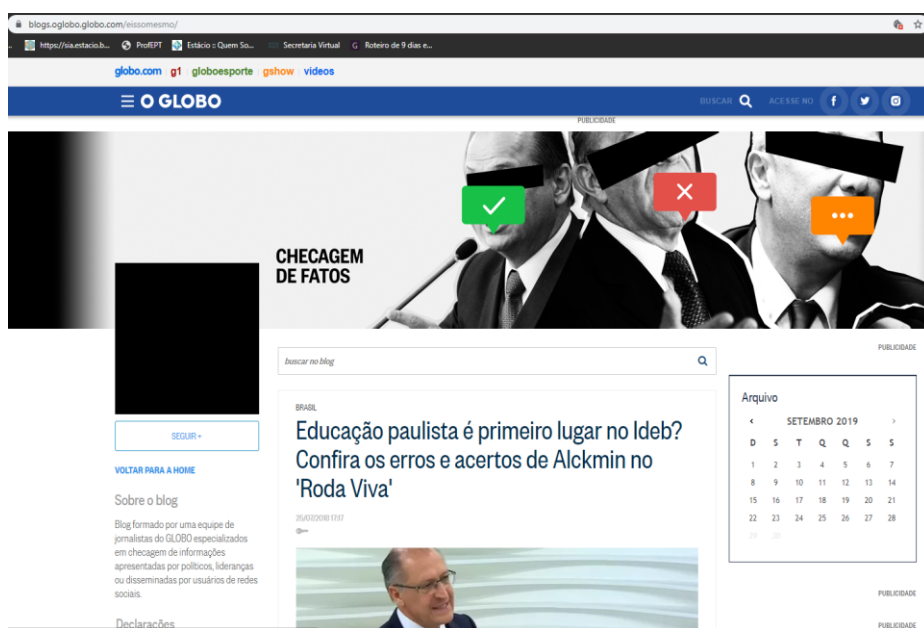 blogs.oglobo.globo.com/eissomesmo/
https://sia.estacio.b... ProfEPT Estácio :: Quem So... Secretaria Virtual G Roteiro de 9 dias e...
globo.com g1 globoesporte gshow vídeos
O GLOBO BUSCAR ACESSE NO
PUBLICIDADE
CHECAGEM
DE FATOS
PUBLICIDADE
buscar no blog
SEGUIR +
VOLTAR PARA A HOME
Sobre o blog
Blog formado por uma equipe de
jornalistas do GLOBO especializados
em checagem de informações
apresentadas por políticos, lideranças
ou disseminadas por usuários de redes
sociais.
Declarações
BRASIL
Educação paulista é primeiro lugar no Ideb?
Confira os erros e acertos de Alckmin no
'Roda Viva'
Arquivo
‹ SETEMBRO 2019 ›
D S T Q Q S S
1 2 3 4 5 6 7
8 9 10 11 12 13 14
15 16 17 18 19 20 21
22 23 24 25 26 27 28
29 30
PUBLICIDADE
PUBLICIDADE